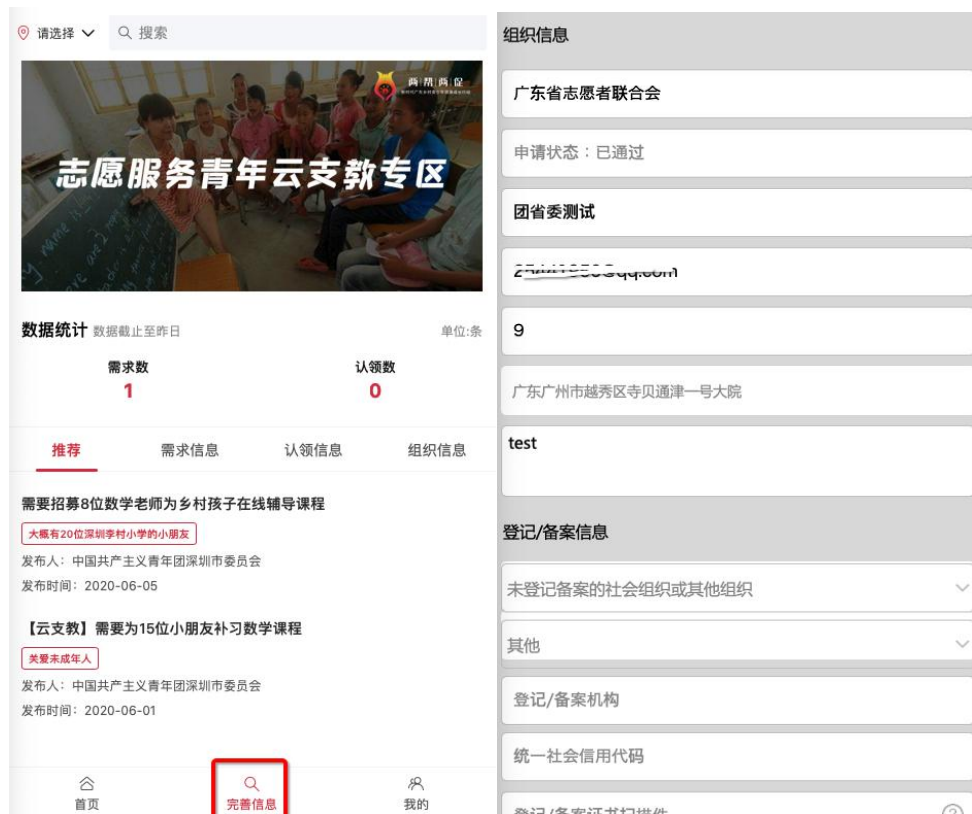 请选择
搜索
两帮两促
志愿服务青年云支教专区
数据统计 数据截止至昨日
单位:条
需求数
认领数
1
0
推荐
需求信息
认领信息
组织信息
需要招募8位数学老师为乡村孩子在线辅导课程
大概有20位深圳李村小学的小朋友
发布人: 中国共产主义青年团深圳市委员会
发布时间: 2020-06-05
【云支教】需要为15位小朋友补习数学课程
关爱未成年人
发布人: 中国共产主义青年团深圳市委员会
发布时间: 2020-06-01
首页
完善信息
我的
组织信息
广东省志愿者联合会
申请状态：已通过
团省委测试
9
广东广州市越秀区寺贝通津一号大院
test
登记/备案信息
未登记备案的社会组织或其他组织
其他
登记/备案机构
统一社会信用代码
登记/备案证书扫描件